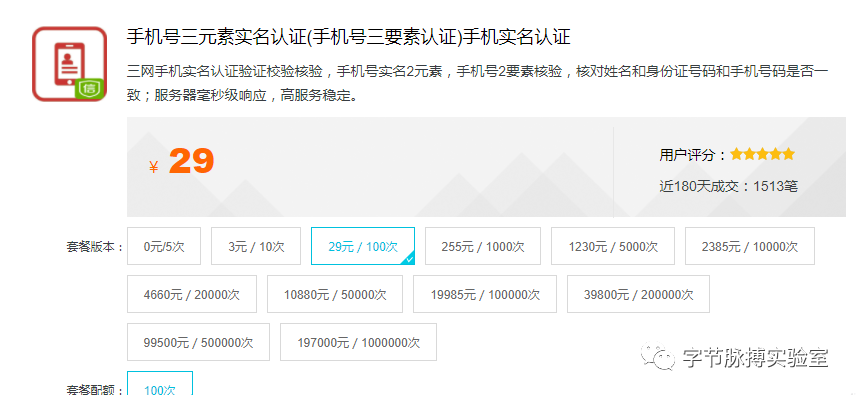 手机号三元素实名认证(手机号三要素认证)手机实名认证
三网手机实名认证验证校验核验，手机号实名2元素，手机号2要素核验，核对姓名和身份证号码和手机号码是否一
致；服务器毫秒级响应，高服务稳定。
信
¥ 29
用户评分：
近180天成交：1513笔
套餐版本： 0元/5次 3元 / 10次 29元 / 100次 255元 / 1000次 1230元 / 5000次 2385元 / 10000次
4660元 / 20000次 10880元 / 50000次 19985元 / 100000次 39800元 / 200000次
99500元 / 500000次 197000元 / 1000000次
字节脉搏实验室
套餐配额： 100次